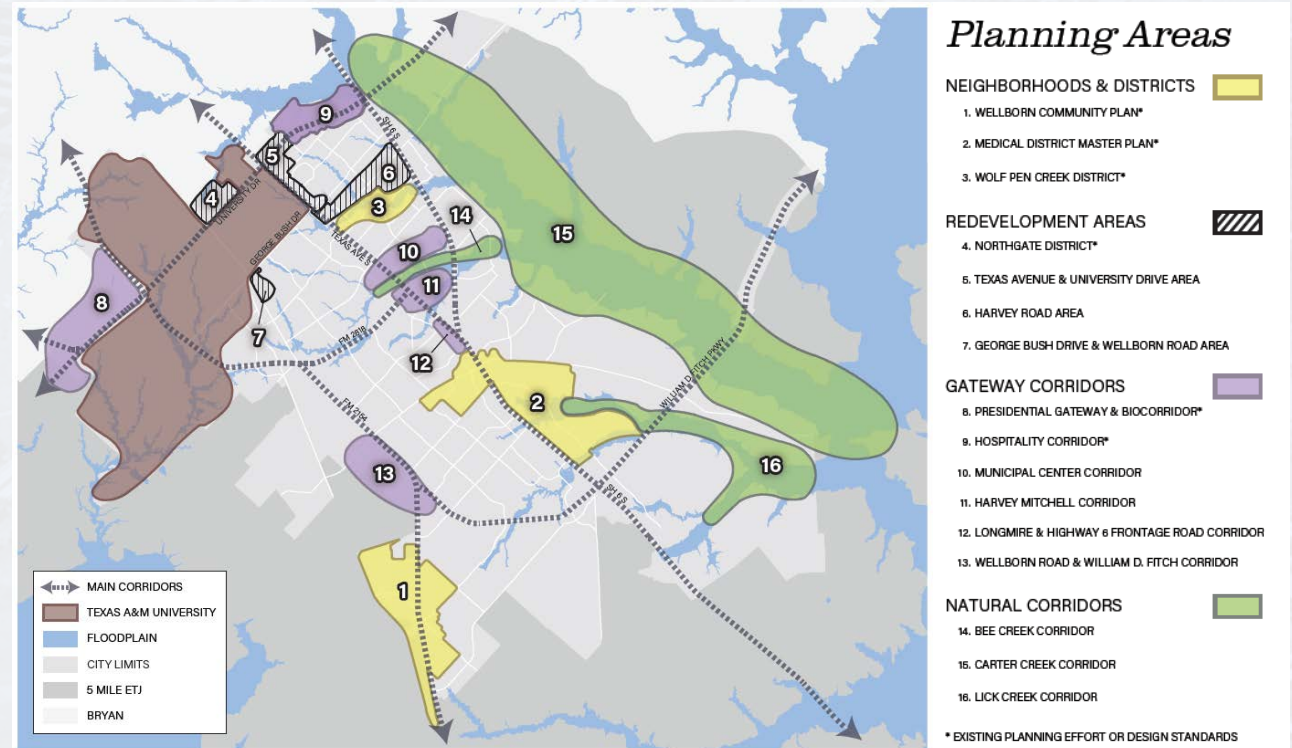 Planning Areas
NEIGHBORHOODS & DISTRICTS
1. WELLBORN COMMUNITY PLAN*
2. MEDICAL DISTRICT MASTER PLAN*
3. WOLF PEN CREEK DISTRICT*
REDEVELOPMENT AREAS
4. NORTHGATE DISTRICT*
5. TEXAS AVENUE & UNIVERSITY DRIVE AREA
6. HARVEY ROAD AREA
7. GEORGE BUSH DRIVE & WELLBORN ROAD AREA
GATEWAY CORRIDORS
8. PRESIDENTIAL GATEWAY & BIOCORRIDOR*
9. HOSPITALITY CORRIDOR*
10. MUNICIPAL CENTER CORRIDOR
11. HARVEY MITCHELL CORRIDOR
12. LONGMIRE & HIGHWAY 6 FRONTAGE ROAD CORRIDOR
13. WELLBORN ROAD & WILLIAM D. FITCH CORRIDOR
NATURAL CORRIDORS
14. BEE CREEK CORRIDOR
15. CARTER CREEK CORRIDOR
16. LICK CREEK CORRIDOR
* EXISTING PLANNING EFFORT OR DESIGN STANDARDS
9
SH 6 S
5
6
4
UNIVERSITY DR
3
14
GEORGE BUSH DR
TEXAS AVE S
15
10
11
8
7
FM 2818
12
WILLIAM D. FITCH PKWY
2
FM 2154
13
16
SH 6 S
1
MAIN CORRIDORS
TEXAS A&M UNIVERSITY
FLOODPLAIN
CITY LIMITS
5 MILE ETJ
BRYAN